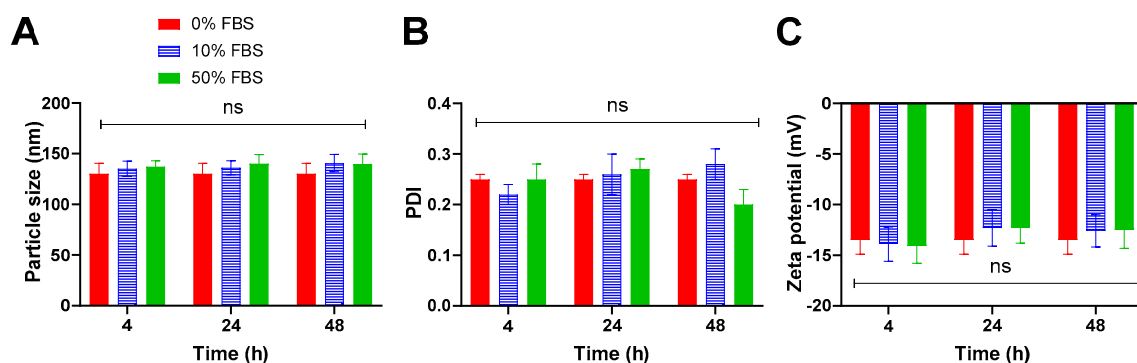 A
0% FBS
10% FBS
50% FBS
Particle size (nm)
200
150
100
50
0
ns
4
24
48
Time (h)
B
PDI
0.4
0.3
0.2
0.1
0.0
ns
4
24
48
Time (h)
C
Zeta potential (mV)
0
-5
-10
-15
-20
ns
4
24
48
Time (h)